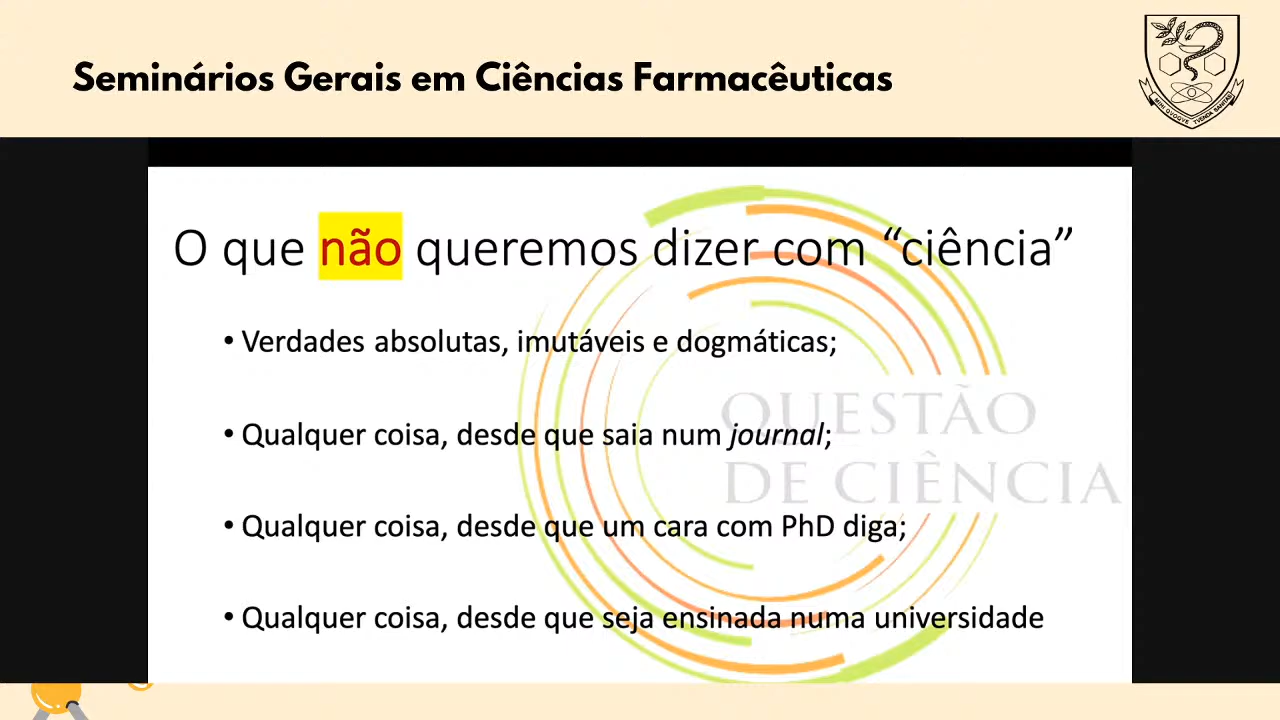 Seminários Gerais em Ciências Farmacêuticas
O que não queremos dizer com “ciência”
• Verdades absolutas, imutáveis e dogmáticas;
• Qualquer coisa, desde que saia num journal;
QUESTÃO
DE CIÊNCIA
• Qualquer coisa, desde que um cara com PhD diga;
• Qualquer coisa, desde que seja ensinada numa universidade